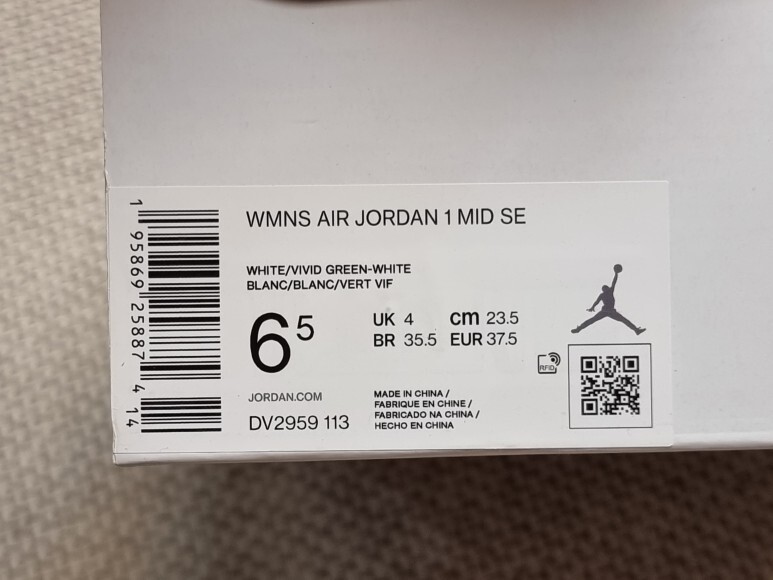 WMNS AIR JORDAN 1 MID SE
WHITE/VIVID GREEN-WHITE
BLANC/BLANC/VERT VIF
6 5
UK 4 cm 23.5
BR 35.5 EUR 37.5
RFID
JORDAN.COM
DV2959 113
MADE IN CHINA /
FABRIQUE EN CHINE /
FABRICADO NA CHINA /
HECHO EN CHINA
1 95869 25887 4 14